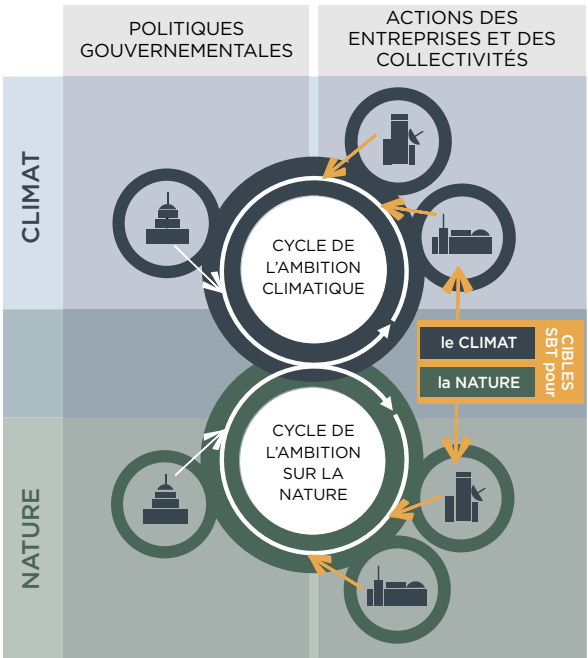 POLITIQUES
GOUVERNEMENTALES
ACTIONS DES
ENTREPRISES ET DES
COLLECTIVITÉS
CLIMAT
CYCLE DE
L'AMBITION
CLIMATIQUE
le CLIMAT
la NATURE
CIBLES
SBT pour
CYCLE DE
L'AMBITION
SUR LA
NATURE
NATURE